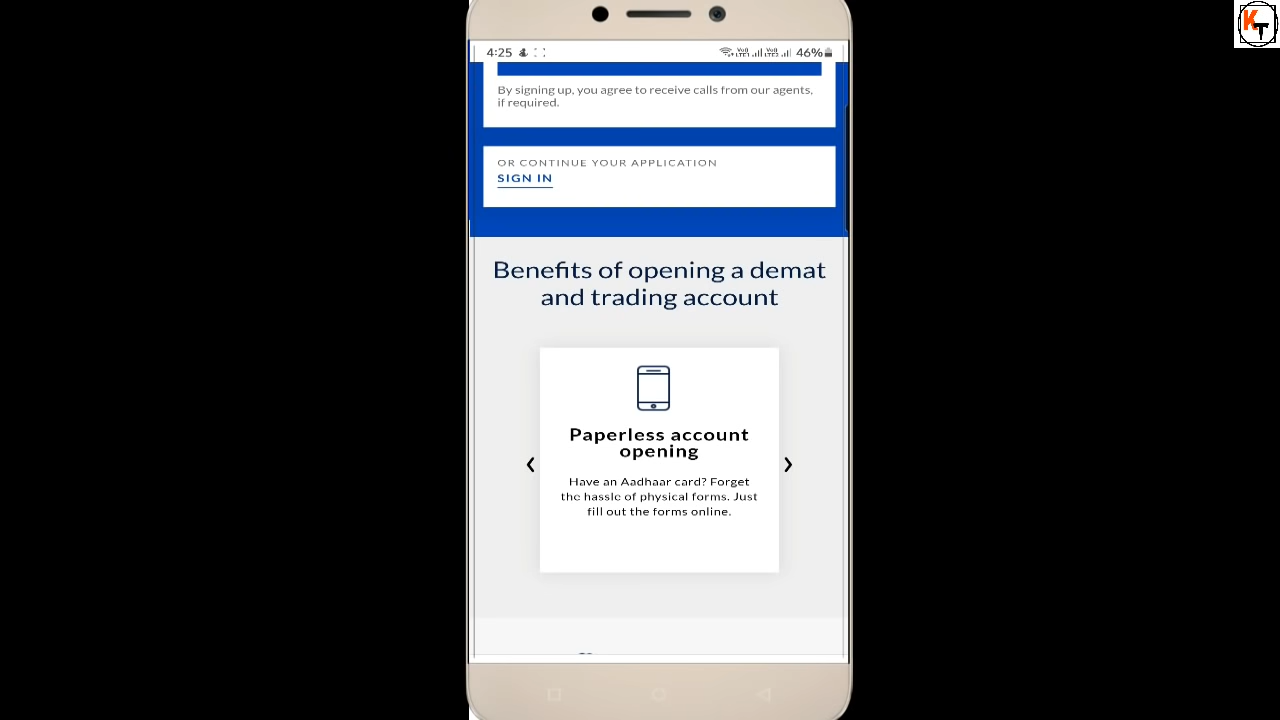 KT
4:25
46%
By signing up, you agree to receive calls from our agents,
if required.
OR CONTINUE YOUR APPLICATION
SIGN IN
Benefits of opening a demat
and trading account
Paperless account
opening
Have an Aadhaar card? Forget
the hassle of physical forms. Just
fill out the forms online.